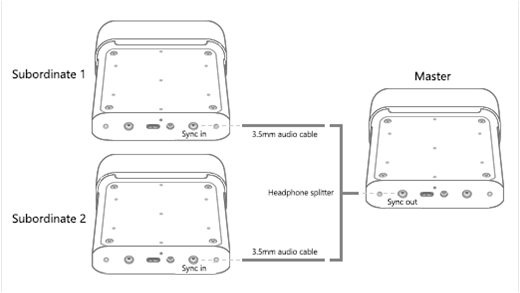 Subordinate 1
Master
Sync in
3.5mm audio cable
Headphone splitter
Sync out
Subordinate 2
Sync in
3.5mm audio cable